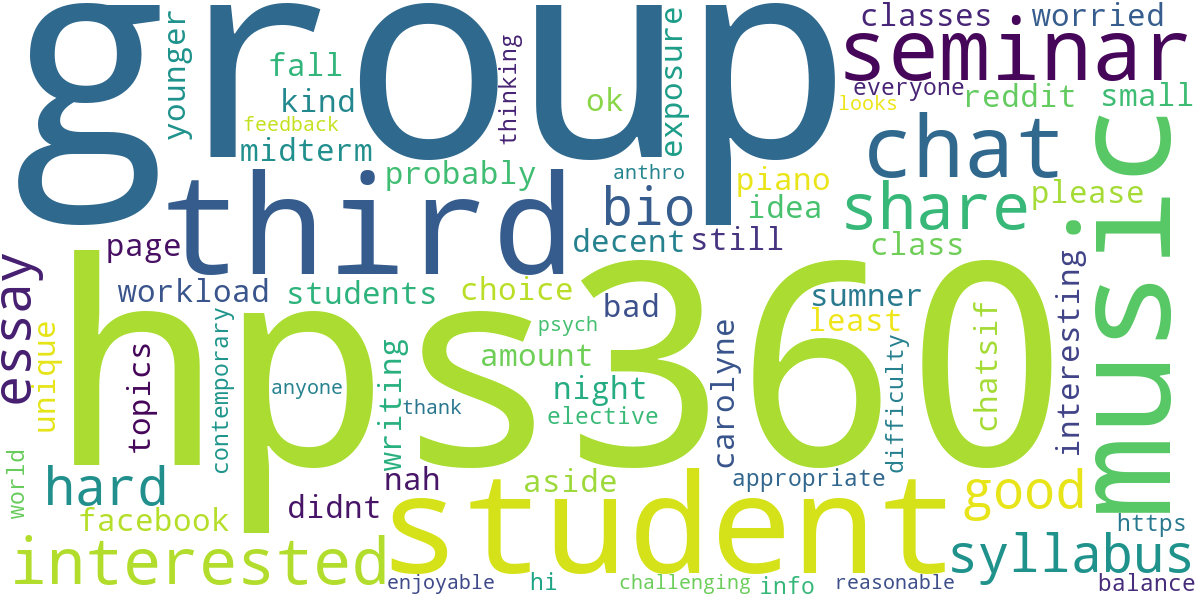 group
hps360
student
third
music
seminar
chat
share
bio
interested
syllabus
good
hard
essay
classes
worried
everyone
looks
reddit
small
please
younger
fall
kind
feedback
midterm
thinking
ok
exposure
probably
anthro
piano
idea
decent
still
class
page
workload
students
choice
bad
sumner
least
unique
topics
contemporary
anyone
writing
thank
psych
amount
night
elective
carolyne
difficulty
chatsif
interesting
world
facebook
didnt
nah
aside
appropriate
https
enjoyable
hi
challenging
info
reasonable
balance